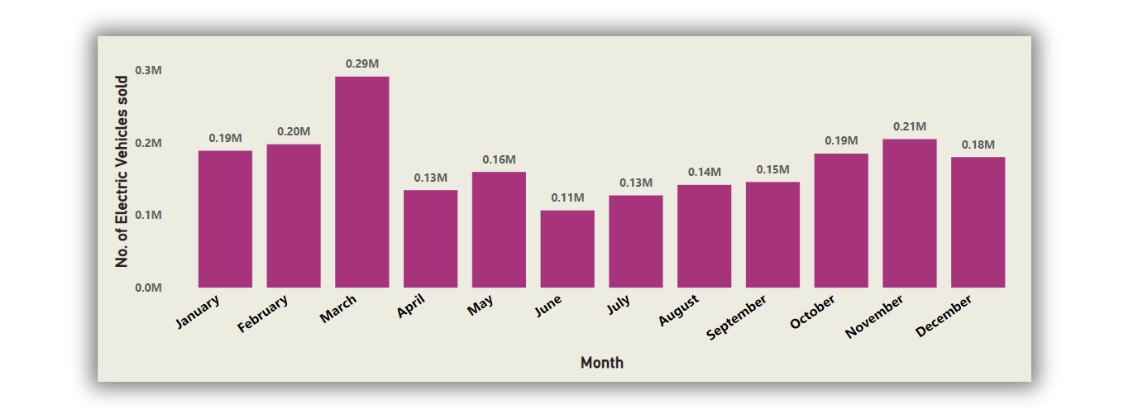 No. of Electric Vehicles sold
0.3M
0.2M
0.1M
0.0M
0.19M
0.20M
0.29M
0.13M
0.16M
0.11M
0.13M
0.14M
0.15M
0.19M
0.21M
0.18M
January
February
March
April
May
June
July
August
September
October
November
December
Month